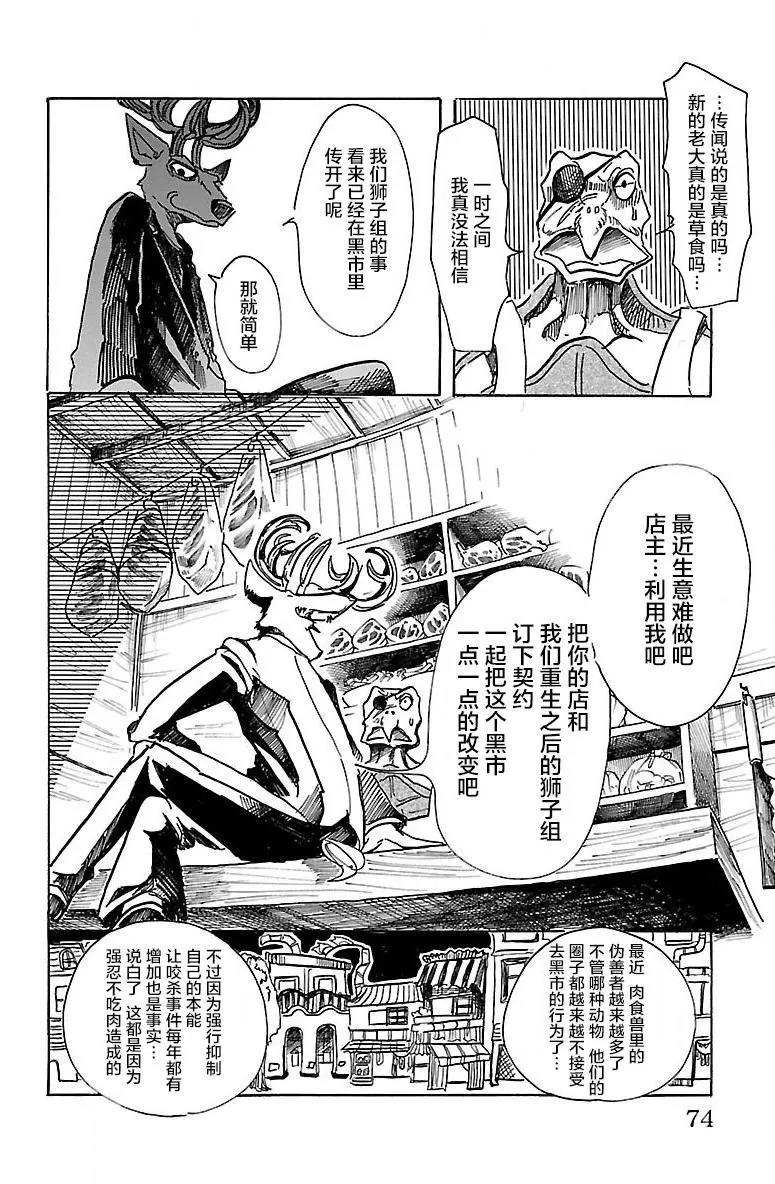 …传闻说的是真的吗…
新的老大真的是草食吗…
一时之间
我真没法相信
我们狮子组的事
看来已经在黑市里
传开了呢
那就简单
最近生意难做吧
店主…利用我吧
把你的店和
我们重生之后的狮子组
订下契约
一起把这个黑市
一点一点的改变吧
最近 肉食兽里的
伪善者越来越多了
不管哪种动物 他们的
圈子都越来越不接受
去黑市的行为了…
不过因为强行抑制
自己的本能
让咬杀事件每年都有
增加也是事实…
说白了 这都是因为
强忍不吃肉造成的
74